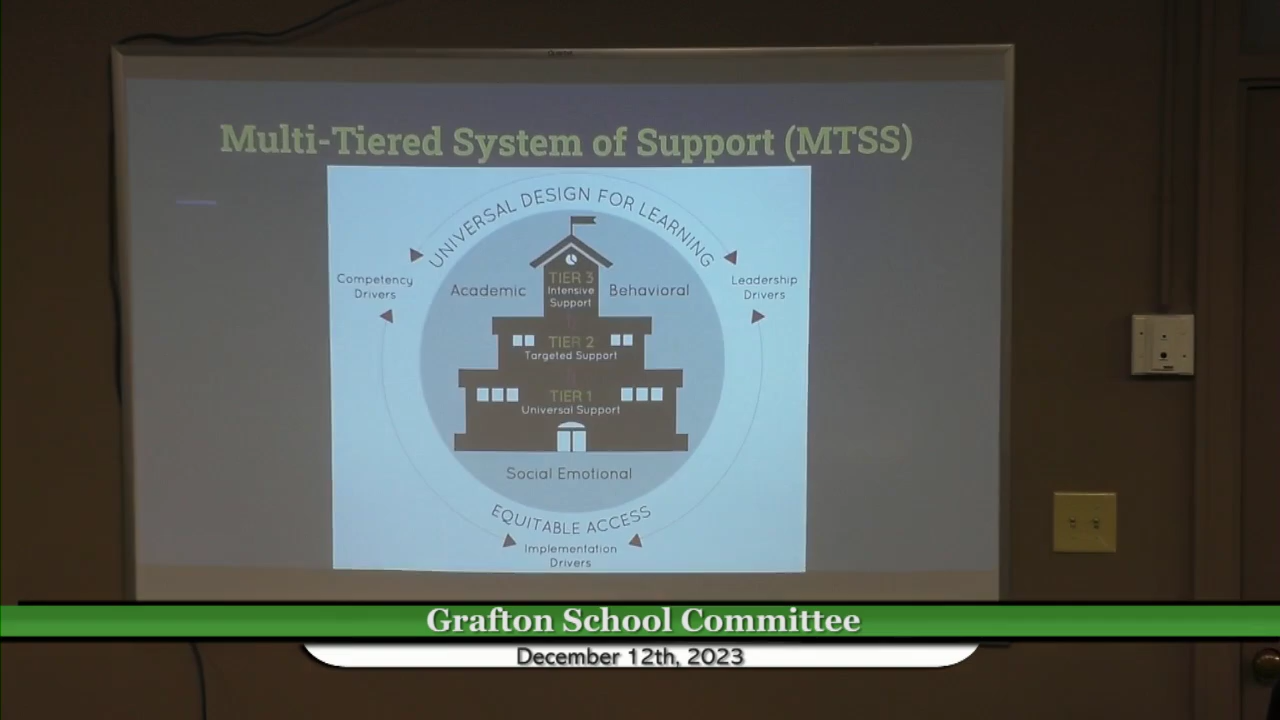 Multi-Tiered System of Support (MTSS)
UNIVERSAL DESIGN FOR LEARNING
Competency
Drivers
Leadership
Drivers
Academic
Behavioral
TIER 3
Intensive
Support
TIER 2
Targeted Support
TIER 1
Universal Support
Social Emotional
EQUITABLE ACCESS
Implementation
Drivers
Grafton School Committee
December 12th, 2023